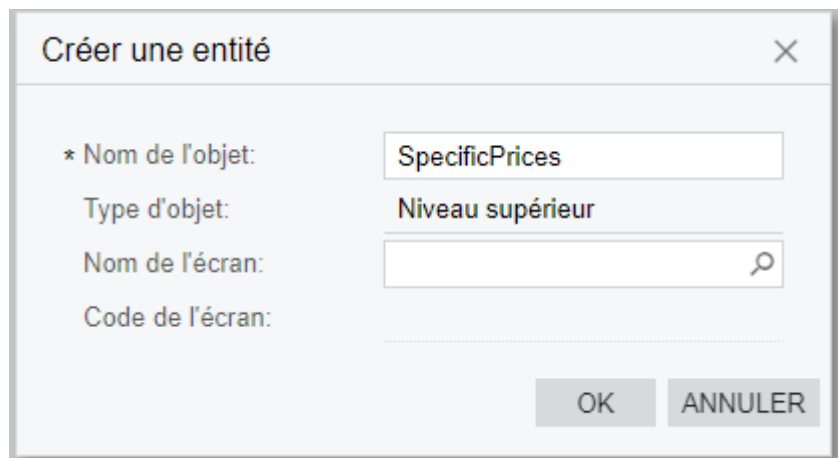 Créer une entité
* Nom de l'objet: SpecificPrices
Type d'objet: Niveau supérieur
Nom de l'écran:
Code de l'écran:
OK ANNULER